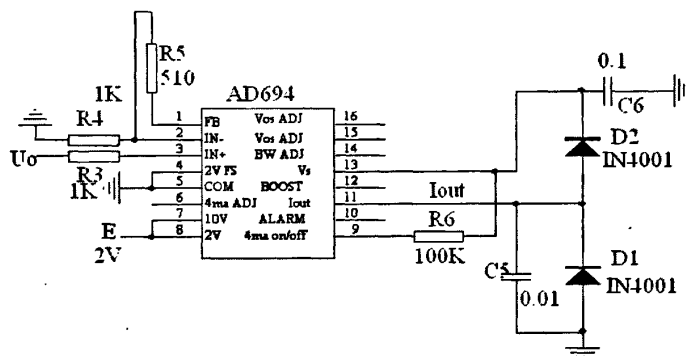 R5
510
1K
R4
Uo
R3
1K
E
2V
AD694
1 FB Vos ADJ 16
2 IN- Vos ADJ 15
3 IN+ BW ADJ 14
4 2V FS Vs 13
5 COM BOOST 12
6 4ma ADJ Iout 11
7 10V ALARM 10
8 2V 4ma on/off 9
Iout
R6
100K
C5
0.01
0.1
C6
D2
IN4001
D1
IN4001